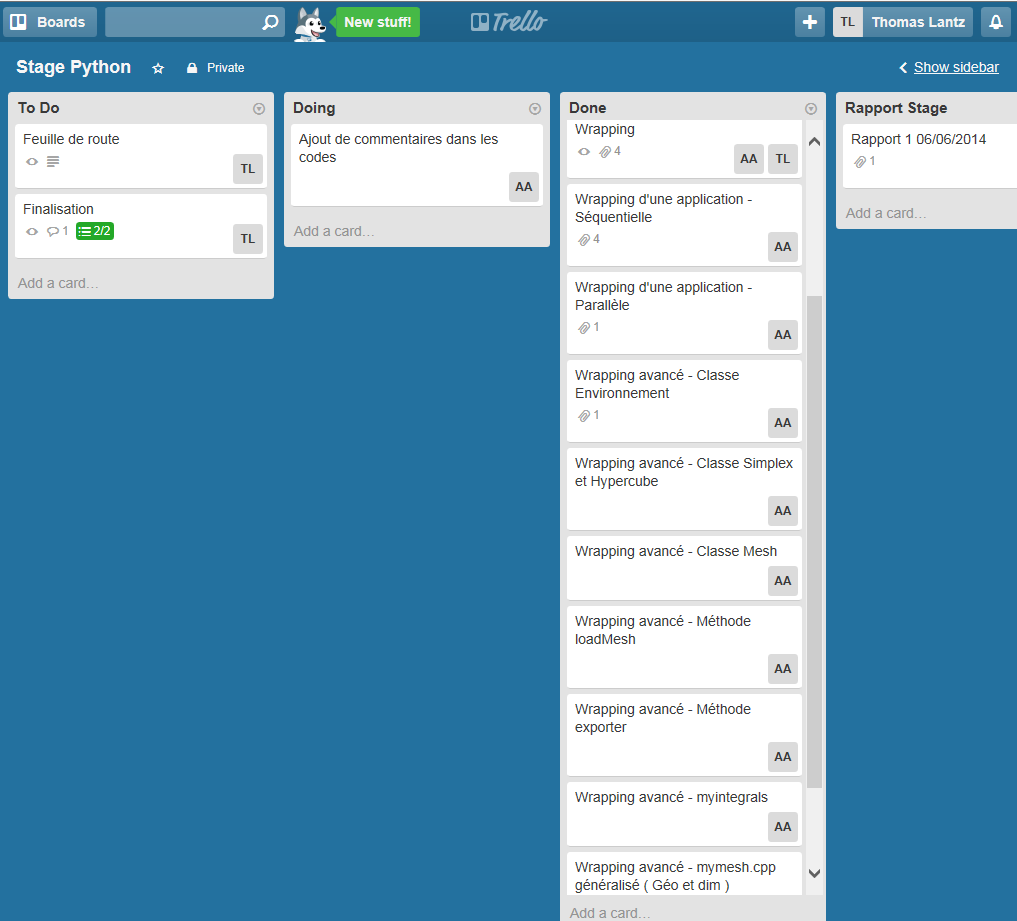 Boards
New stuff!
Trello
TL
Thomas Lantz
Stage Python
Private
Show sidebar
To Do
Feuille de route
TL
Finalisation
1
2/2
TL
Add a card…
Doing
Ajout de commentaires dans les
codes
AA
Add a card…
Done
Wrapping
4
AA
TL
Wrapping d'une application -
Séquentielle
4
AA
Wrapping d'une application -
Parallèle
1
AA
Wrapping avancé - Classe
Environnement
1
AA
Wrapping avancé - Classe Simplex
et Hypercube
AA
Wrapping avancé - Classe Mesh
AA
Wrapping avancé - Méthode
loadMesh
AA
Wrapping avancé - Méthode
exporter
AA
Wrapping avancé - myintegrals
AA
Wrapping avancé - mymesh.cpp
généralisé ( Géo et dim )
Add a card…
Rapport Stage
Rapport 1 06/06/2014
1
Add a card…